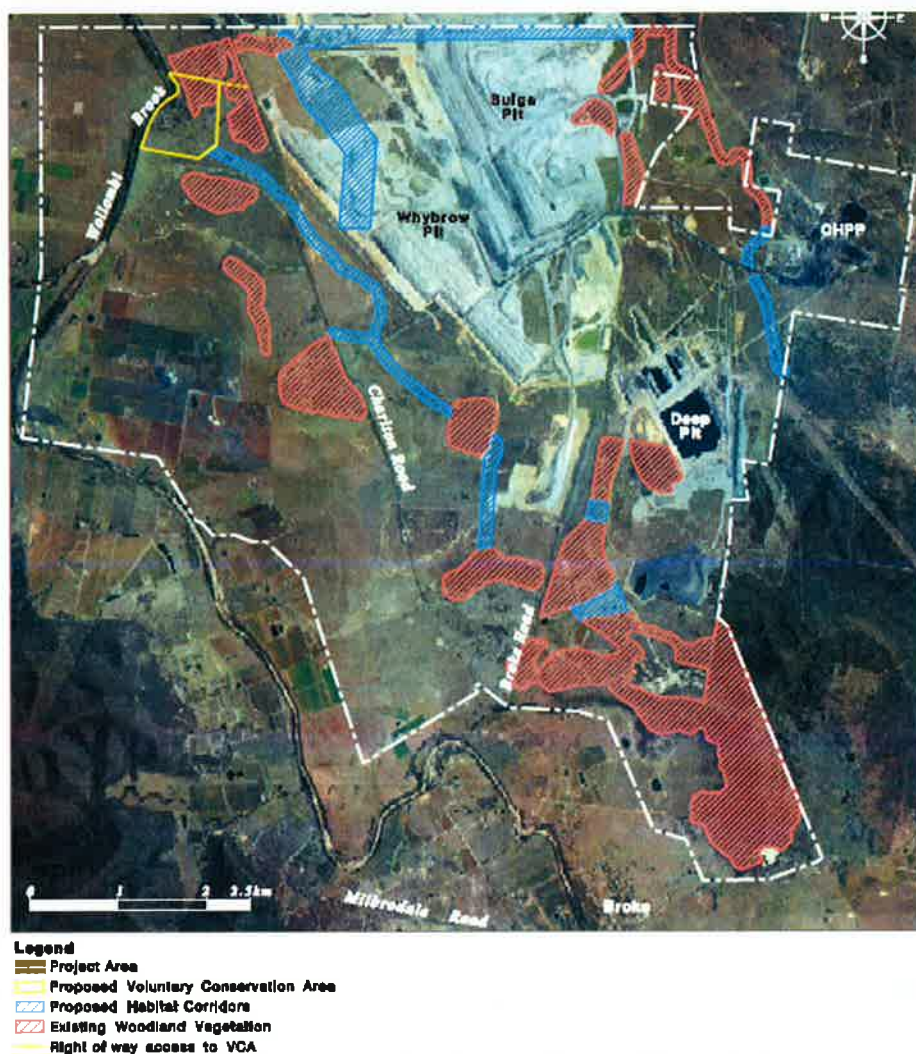 W E
S
Bulga
Pit
Brook
Wollombi
Whybrow
Pit
CHPP
Charlton Road
Deep
Pit
Broke Road
0 1 2 2.5km
Milbrodale Road
Broke
Legend
Project Area
Proposed Voluntary Conservation Area
Proposed Habitat Corridors
Existing Woodland Vegetation
Right of way access to VCA